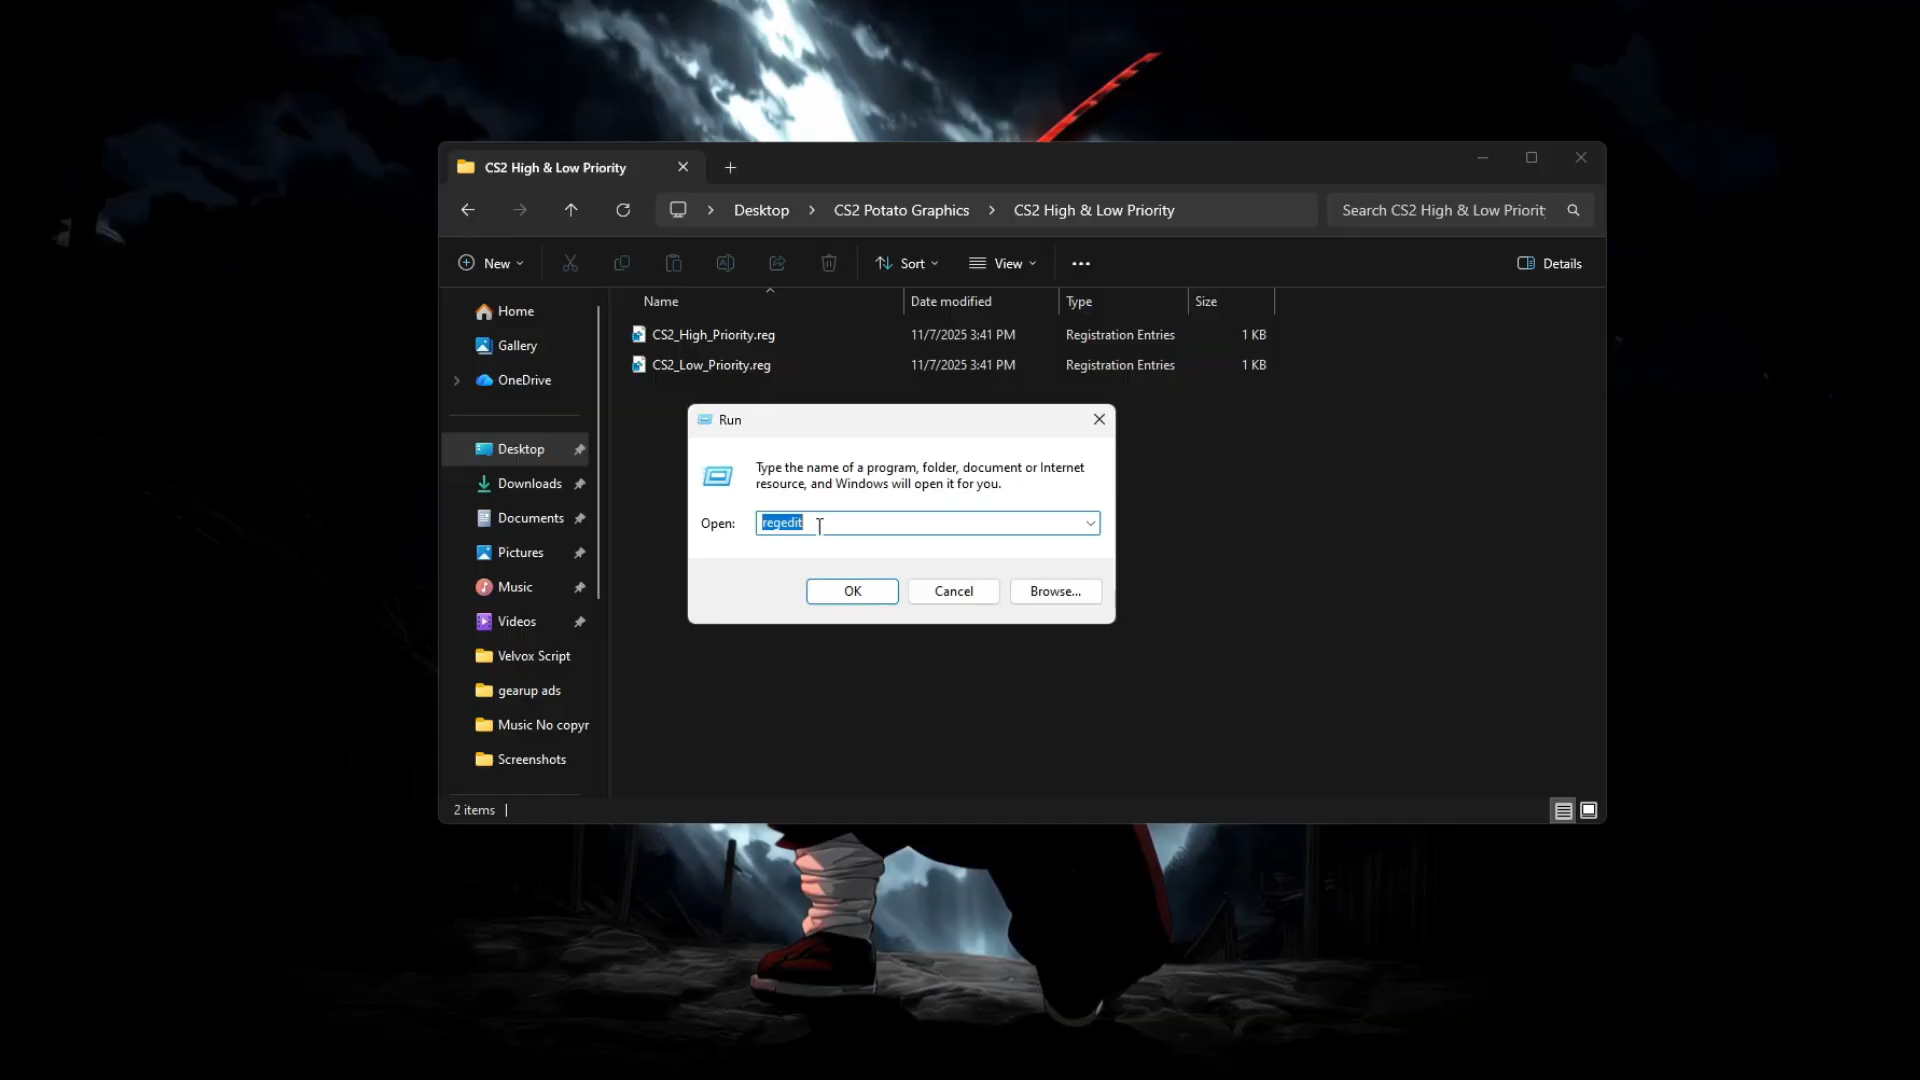 CS2 High & Low Priority
Desktop
CS2 Potato Graphics
CS2 High & Low Priority
Search CS2 High & Low Priorit
New
Sort
View
Details
Name
Date modified
Type
Size
CS2_High_Priority.reg
11/7/2025 3:41 PM
Registration Entries
1 KB
CS2_Low_Priority.reg
11/7/2025 3:41 PM
Registration Entries
1 KB
Home
Gallery
OneDrive
Desktop
Downloads
Documents
Pictures
Music
Videos
Velvox Script
gearup ads
Music No copyr
Screenshots
Run
Type the name of a program, folder, document or Internet
resource, and Windows will open it for you.
Open:
regedit
OK
Cancel
Browse...
2 items